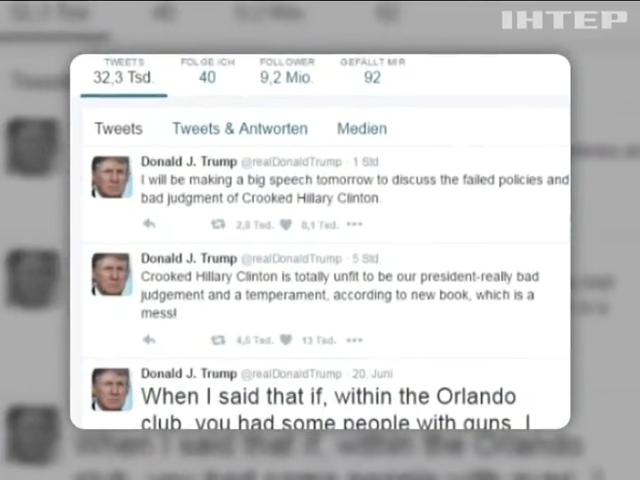 ІНТЕР
TWEETS FOLGE ICH FOLLOWER GEFÄLLT MIR
32,3 Tsd. 40 9,2 Mio. 92
Tweets Tweets & Antworten Medien
Donald J. Trump @realDonaldTrump · 1 Std
I will be making a big speech tomorrow to discuss the failed policies and
bad judgment of Crooked Hillary Clinton.
2,8 Tsd. 8,1 Tsd.
Donald J. Trump @realDonaldTrump · 5 Std
Crooked Hillary Clinton is totally unfit to be our president-really bad
judgement and a temperament, according to new book, which is a
mess!
4,6 Tsd. 13 Tsd.
Donald J. Trump @realDonaldTrump · 20. Juni
When I said that if, within the Orlando
club, you had some people with guns, I